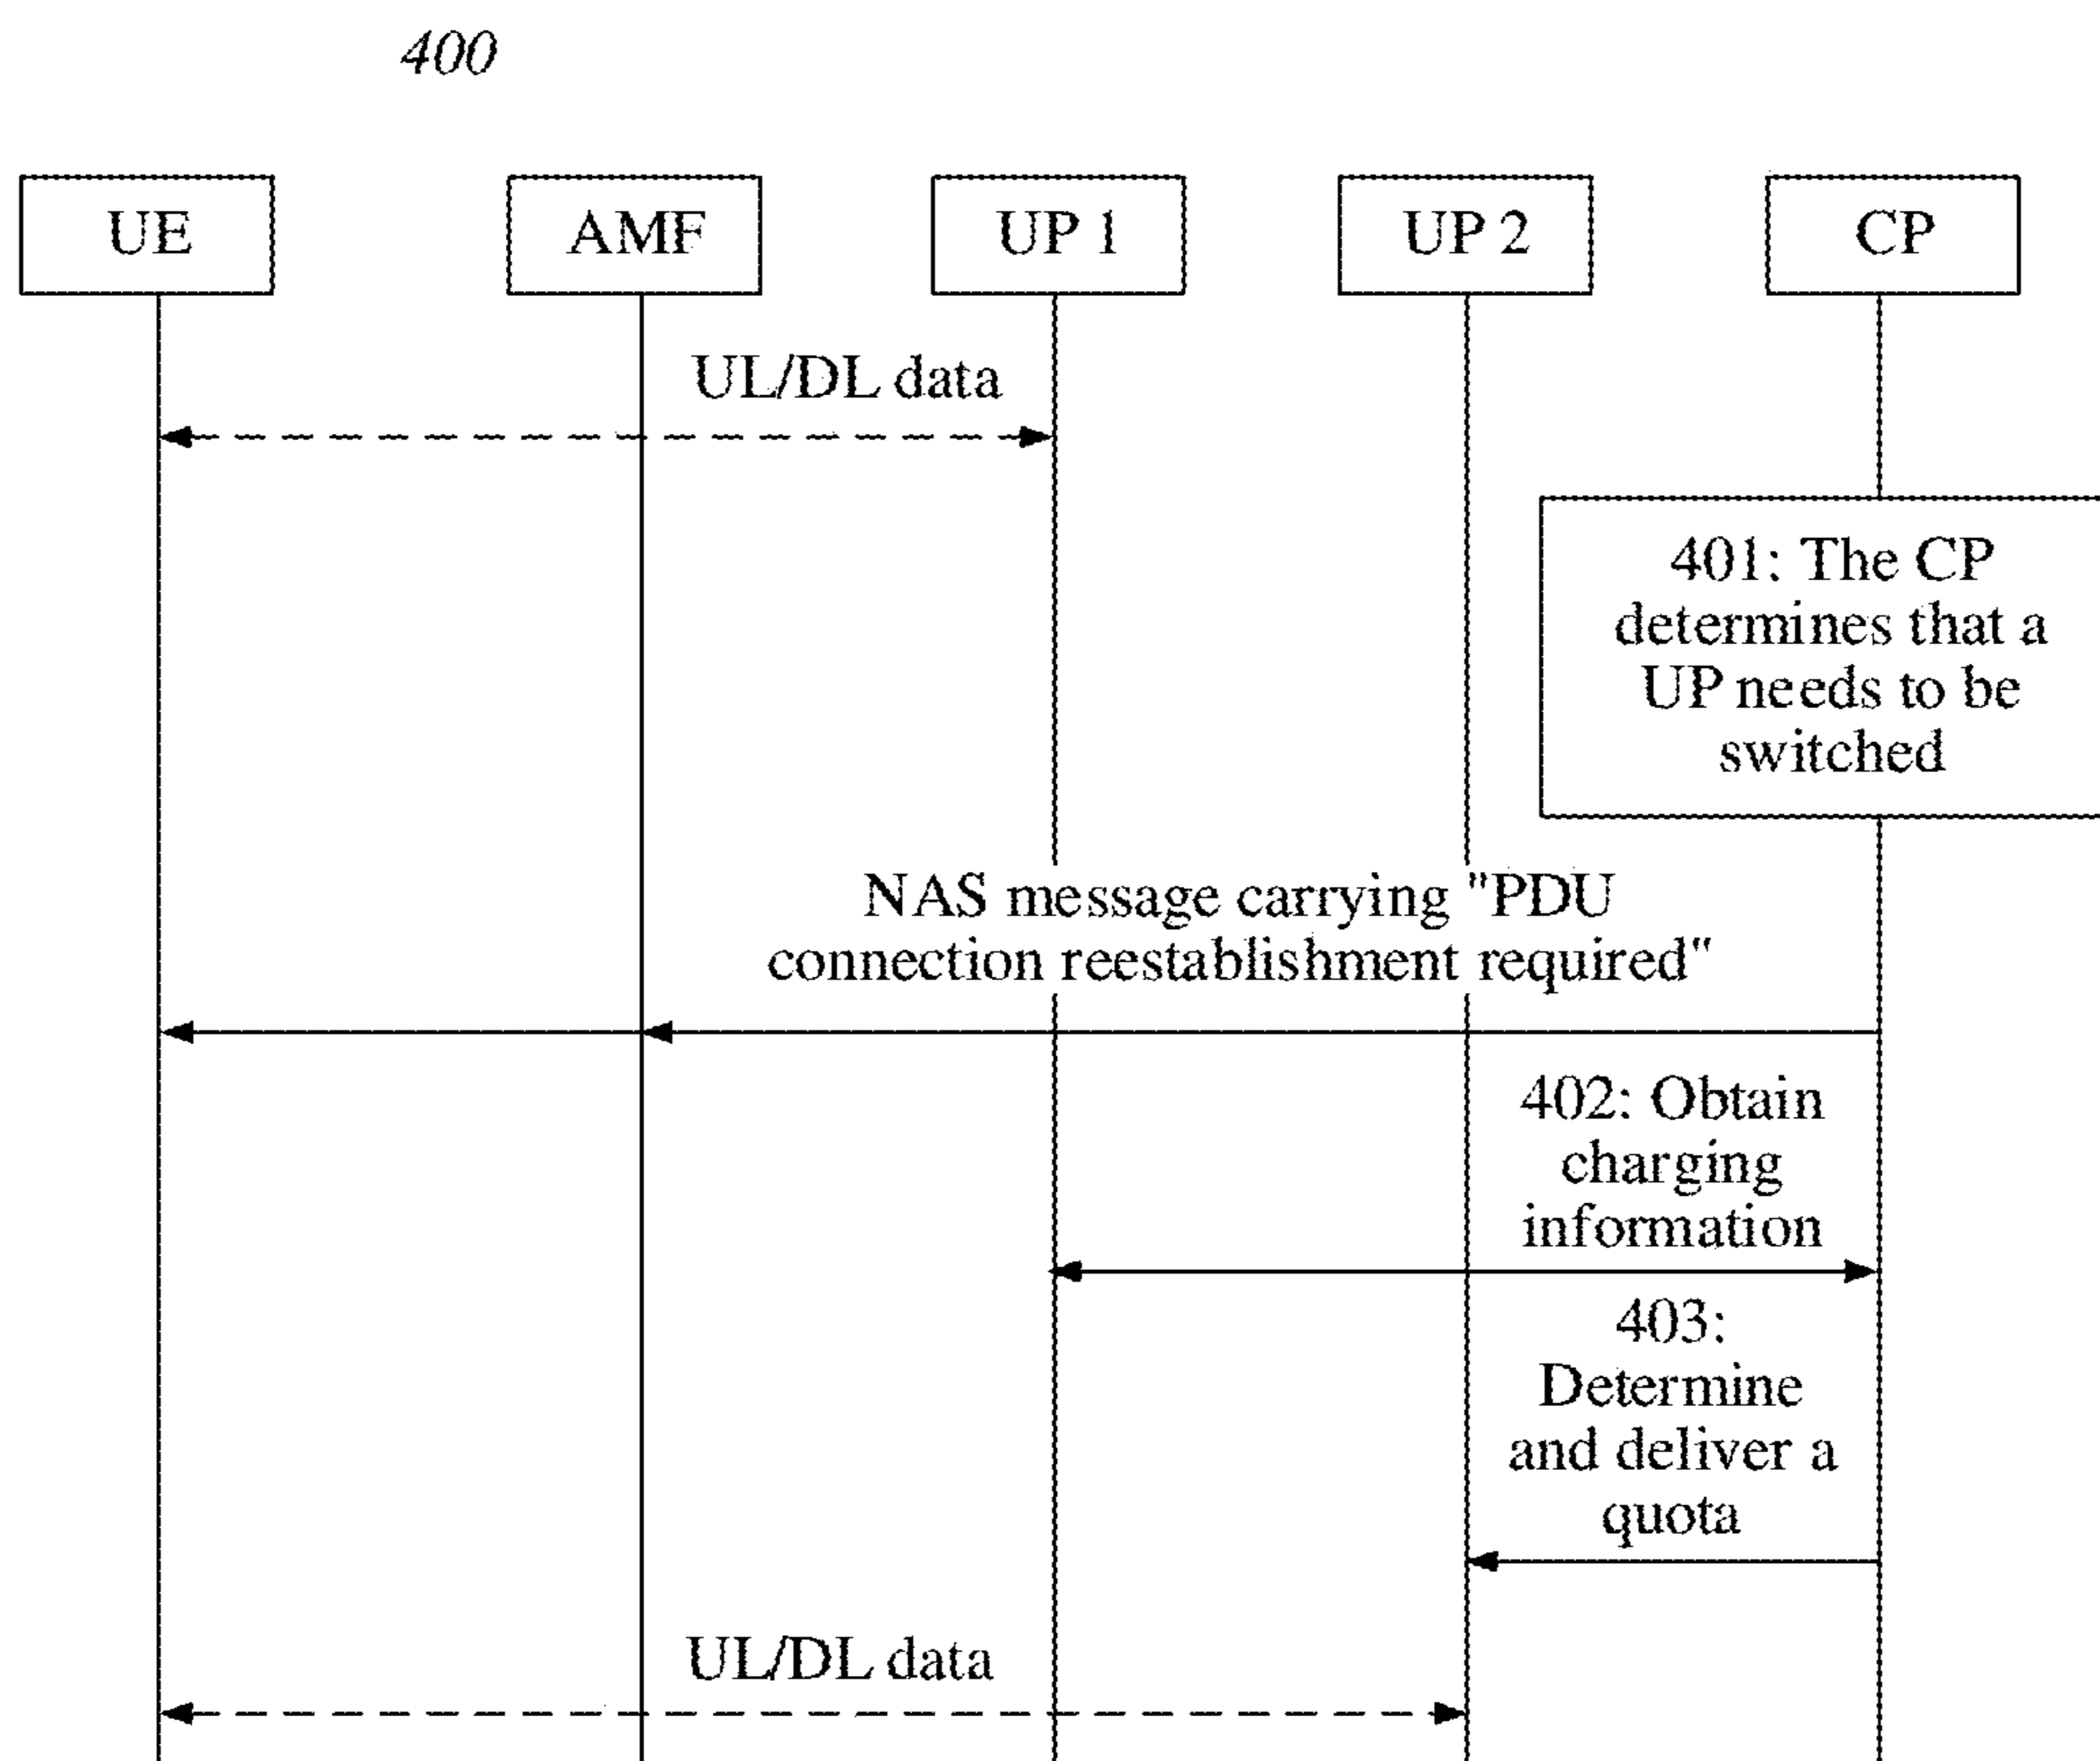 400
UE
AMF
UP 1
UP 2
CP
UL/DL data
401: The CP
determines that a
UP needs to be
switched
NAS message carrying "PDU
connection reestablishment required"
402: Obtain
charging
information
403:
Determine
and deliver a
quota
UL/DL data